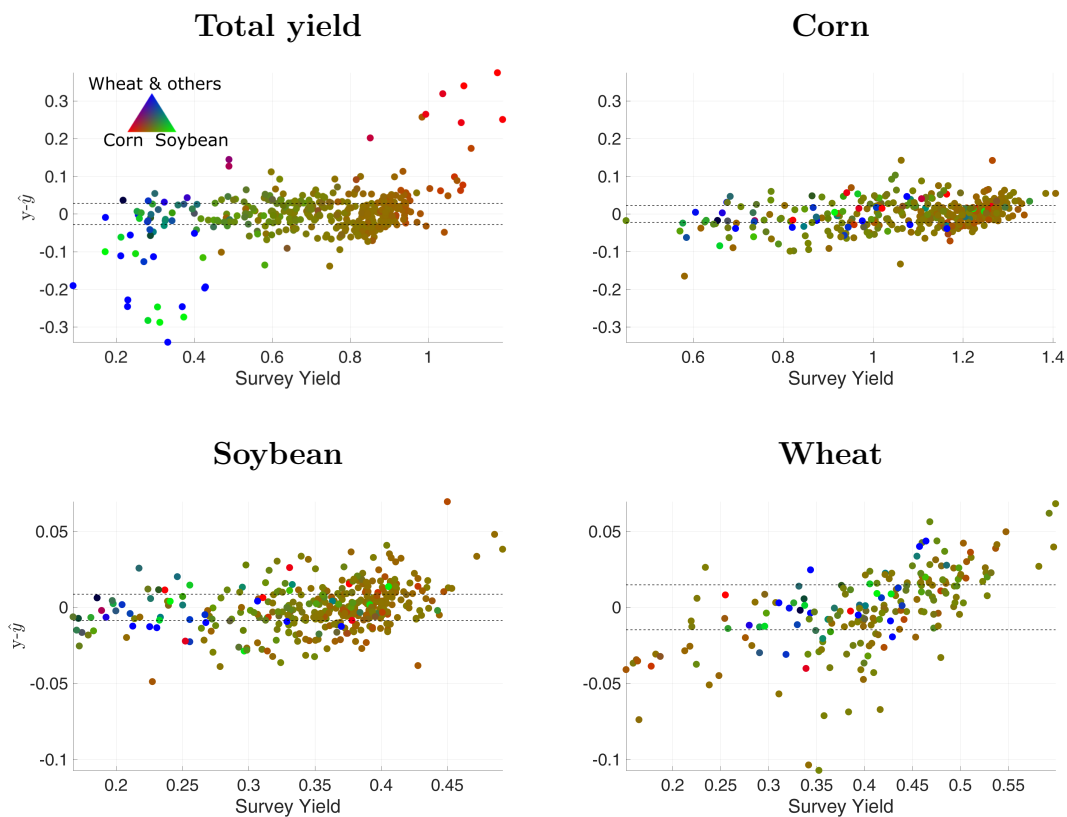 Total yield
Corn
Wheat & others
Corn Soybean
y-ŷ
0.3
0.2
0.1
0
-0.1
-0.2
-0.3
0.2 0.4 0.6 0.8 1
Survey Yield
0.3
0.2
0.1
0
-0.1
-0.2
-0.3
0.6 0.8 1 1.2 1.4
Survey Yield
Soybean
Wheat
y-ŷ
0.05
0
-0.05
-0.1
0.2 0.25 0.3 0.35 0.4 0.45
Survey Yield
0.05
0
-0.05
-0.1
0.2 0.25 0.3 0.35 0.4 0.45 0.5 0.55
Survey Yield